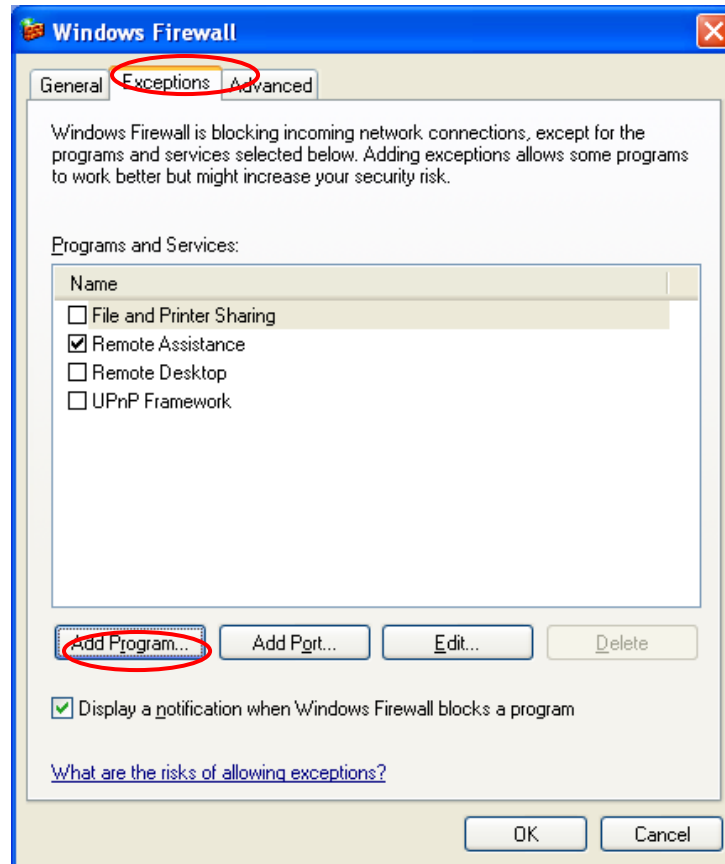 Windows Firewall
General Exceptions Advanced
Windows Firewall is blocking incoming network connections, except for the
programs and services selected below. Adding exceptions allows some programs
to work better but might increase your security risk.
Programs and Services:
Name
File and Printer Sharing
Remote Assistance
Remote Desktop
UPnP Framework
Add Program... Add Port... Edit... Delete
Display a notification when Windows Firewall blocks a program
What are the risks of allowing exceptions?
OK Cancel